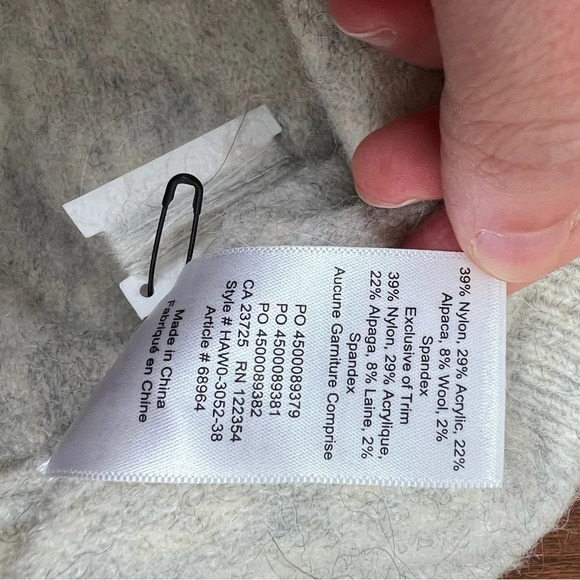 39% Nylon, 29% Acrylic, 22%
Alpaca, 8% Wool, 2%
Spandex
Exclusive of Trim
39% Nylon, 29% Acrylique,
22% Alpaga, 8% Laine, 2%
Spandex
Aucune Garniture Comprise
PO 4500089379
PO 4500089381
PO 4500089382
CA 23725 RN 122354
Style # HAW0-3052-38
Article # 68964
Made in China
Fabriqué en Chine